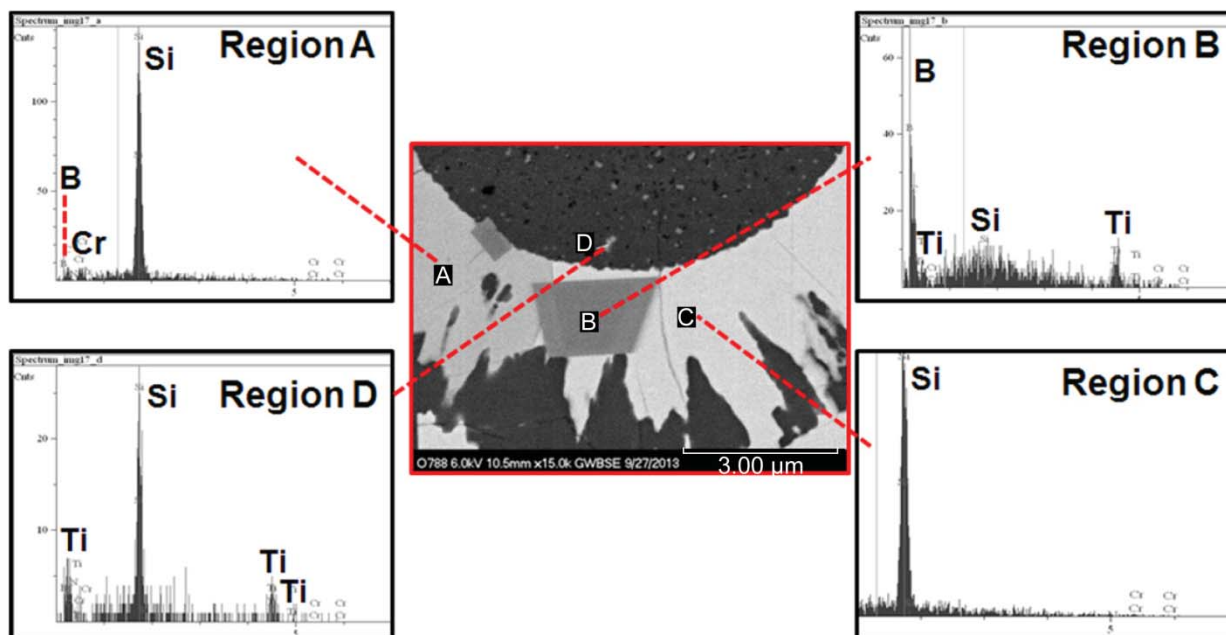 Spectrum_img17_a
Cnts
Region A
Si
100
50
B
Cr
5
Spectrum_img17_b
Cnts
Region B
60
B
40
20
Ti
Si
Ti
A
B
C
D
O788 6.0kV 10.5mm x15.0k GWBSE 9/27/2013
3.00 µm
Spectrum_img17_d
Cnts
Region D
Si
20
10
Ti
Ti
Ti
5
Region C
Si
5